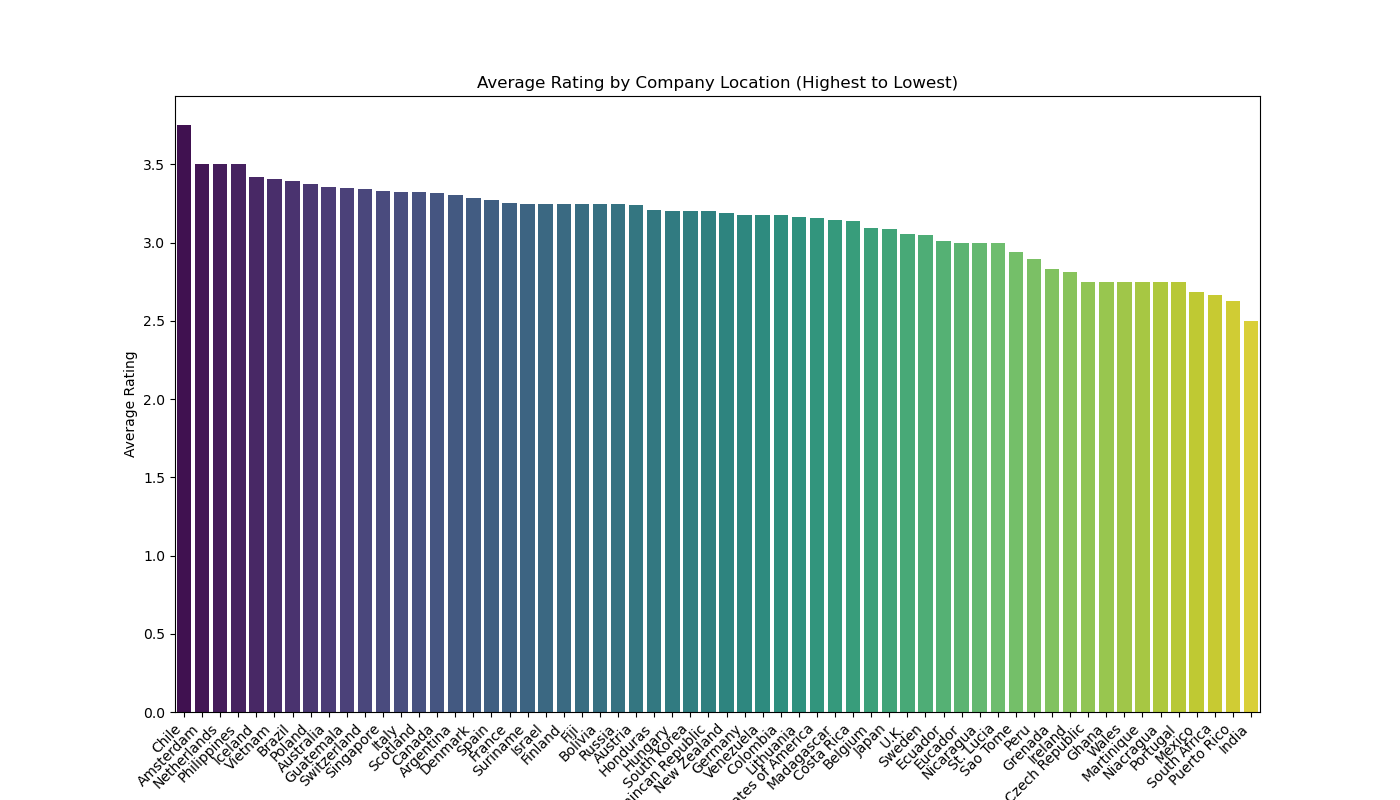 Average Rating by Company Location (Highest to Lowest)
Average Rating
3.5
3.0
2.5
2.0
1.5
1.0
0.5
0.0
Chile
Amsterdam
Netherlands
Philippines
Iceland
Vietnam
Brazil
Poland
Australia
Guatemala
Switzerland
Singapore
Italy
Scotland
Canada
Argentina
Denmark
Spain
France
Suriname
Israel
Finland
Fiji
Bolivia
Russia
Austria
Honduras
Hungary
South Korea
Republic
New Zealand
Germany
Venezuela
Colombia
Lithuania
of America
Madagascar
Costa Rica
Belgium
Japan
U.K.
Sweden
Ecuador
Eucador
Nicaragua
St. Lucia
Sao Tome
Peru
Grenada
Ireland
Czech Republic
Ghana
Wales
Martinique
Niacragua
Portugal
Mexico
South Africa
Puerto Rico
India